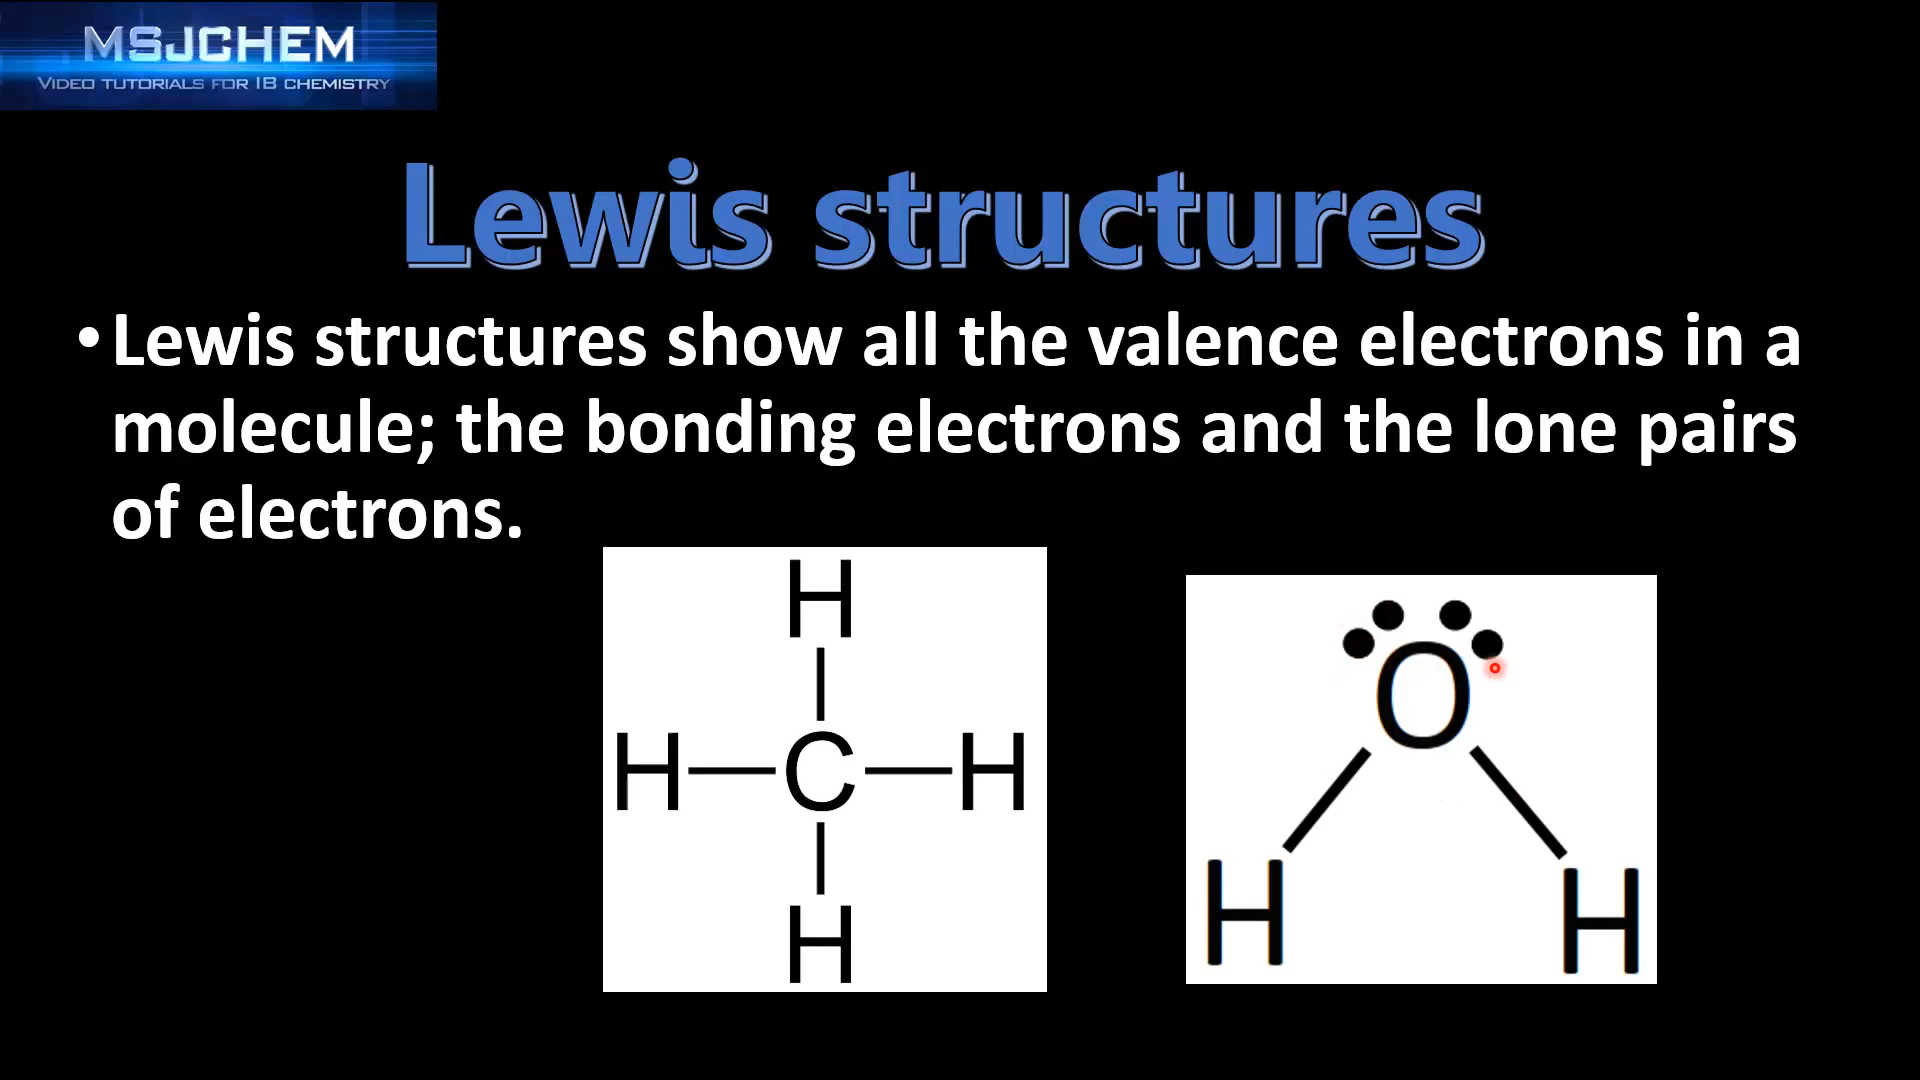 MSJCHEM
VIDEO TUTORIALS FOR IB CHEMISTRY
Lewis structures
•Lewis structures show all the valence electrons in a
molecule; the bonding electrons and the lone pairs
of electrons.
H
H C H
H
O
H H